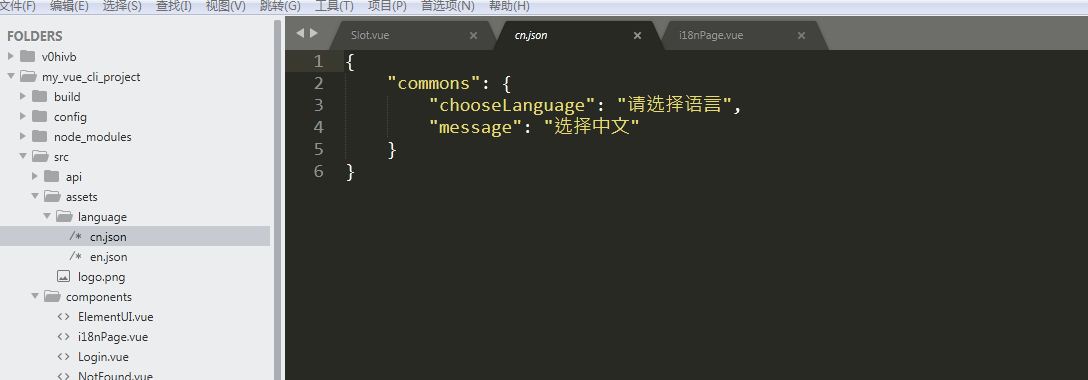 文件(F) 编辑(E) 选择(S) 查找(I) 视图(V) 跳转(G) 工具(T) 项目(P) 首选项(N) 帮助(H)
FOLDERS
v0hivb
my_vue_cli_project
build
config
node_modules
src
api
assets
language
/* cn.json
/* en.json
logo.png
components
<> ElementUI.vue
<> i18nPage.vue
<> Login.vue
<> NotFound.vue
Slot.vue × cn.json × i18nPage.vue ×
1 {
2 "commons": {
3 "chooseLanguage": "请选择语言",
4 "message": "选择中文"
5 }
6 }